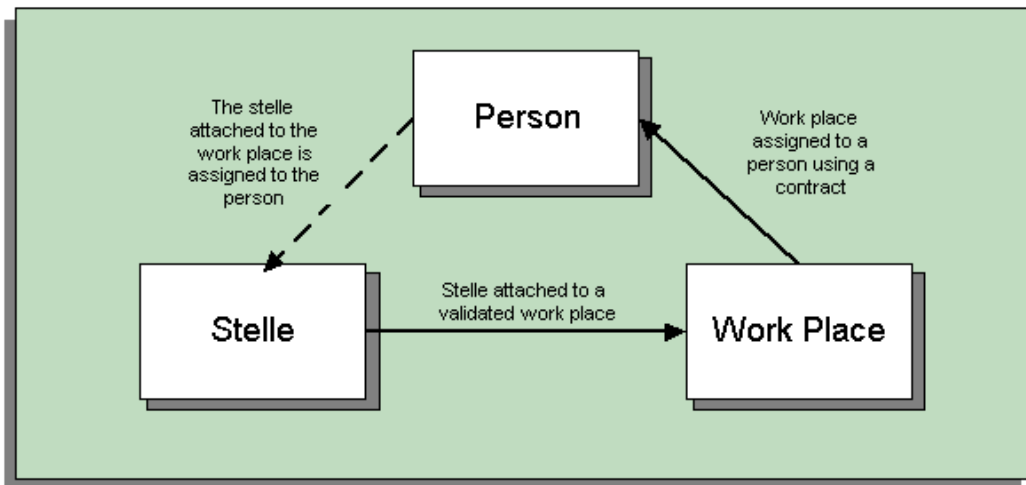 Person
The stelle
attached to the
work place is
assigned to the
person
Work place
assigned to a
person using a
contract
Stelle
Stelle attached to a
validated work place
Work Place